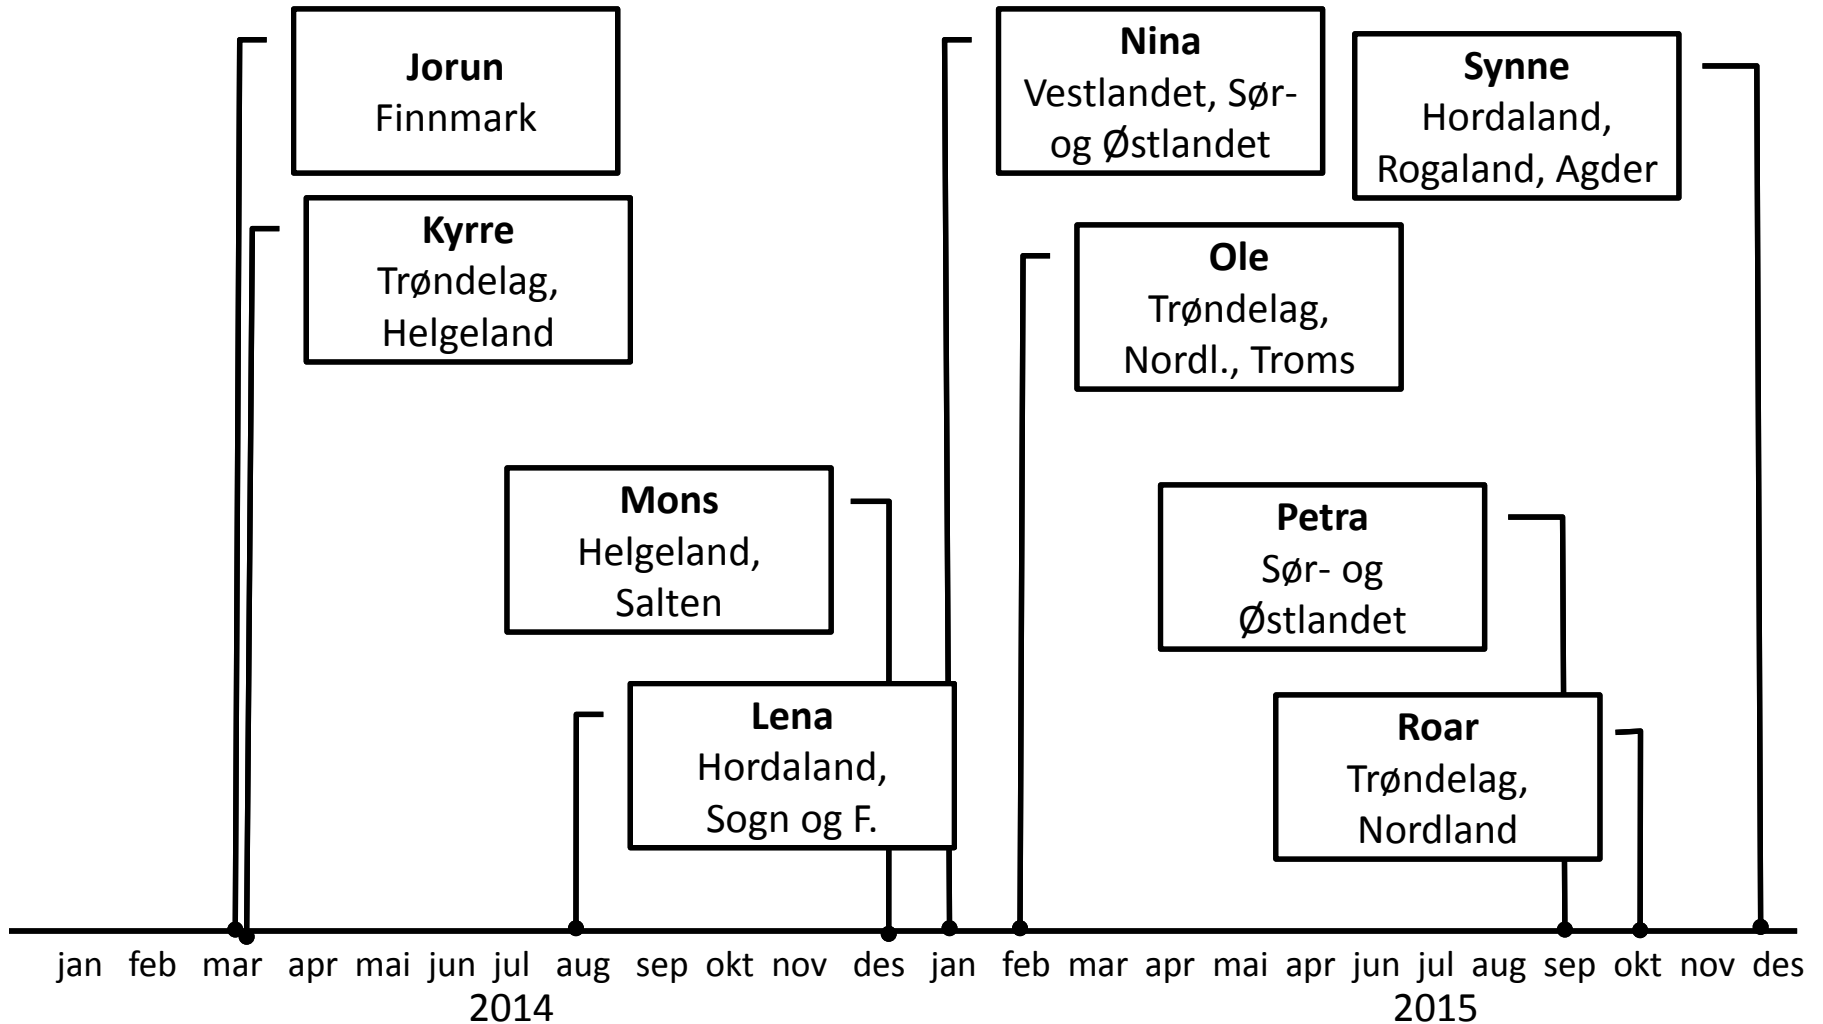 Jorun
Finnmark
Kyrre
Trøndelag,
Helgeland
Mons
Helgeland,
Salten
Lena
Hordaland,
Sogn og F.
Nina
Vestlandet, Sør-
og Østlandet
Synne
Hordaland,
Rogaland, Agder
Ole
Trøndelag,
Nordl., Troms
Petra
Sør- og
Østlandet
Roar
Trøndelag,
Nordland
jan feb mar apr mai jun jul aug sep okt nov des jan feb mar apr mai apr jun jul aug sep okt nov des
2014 2015